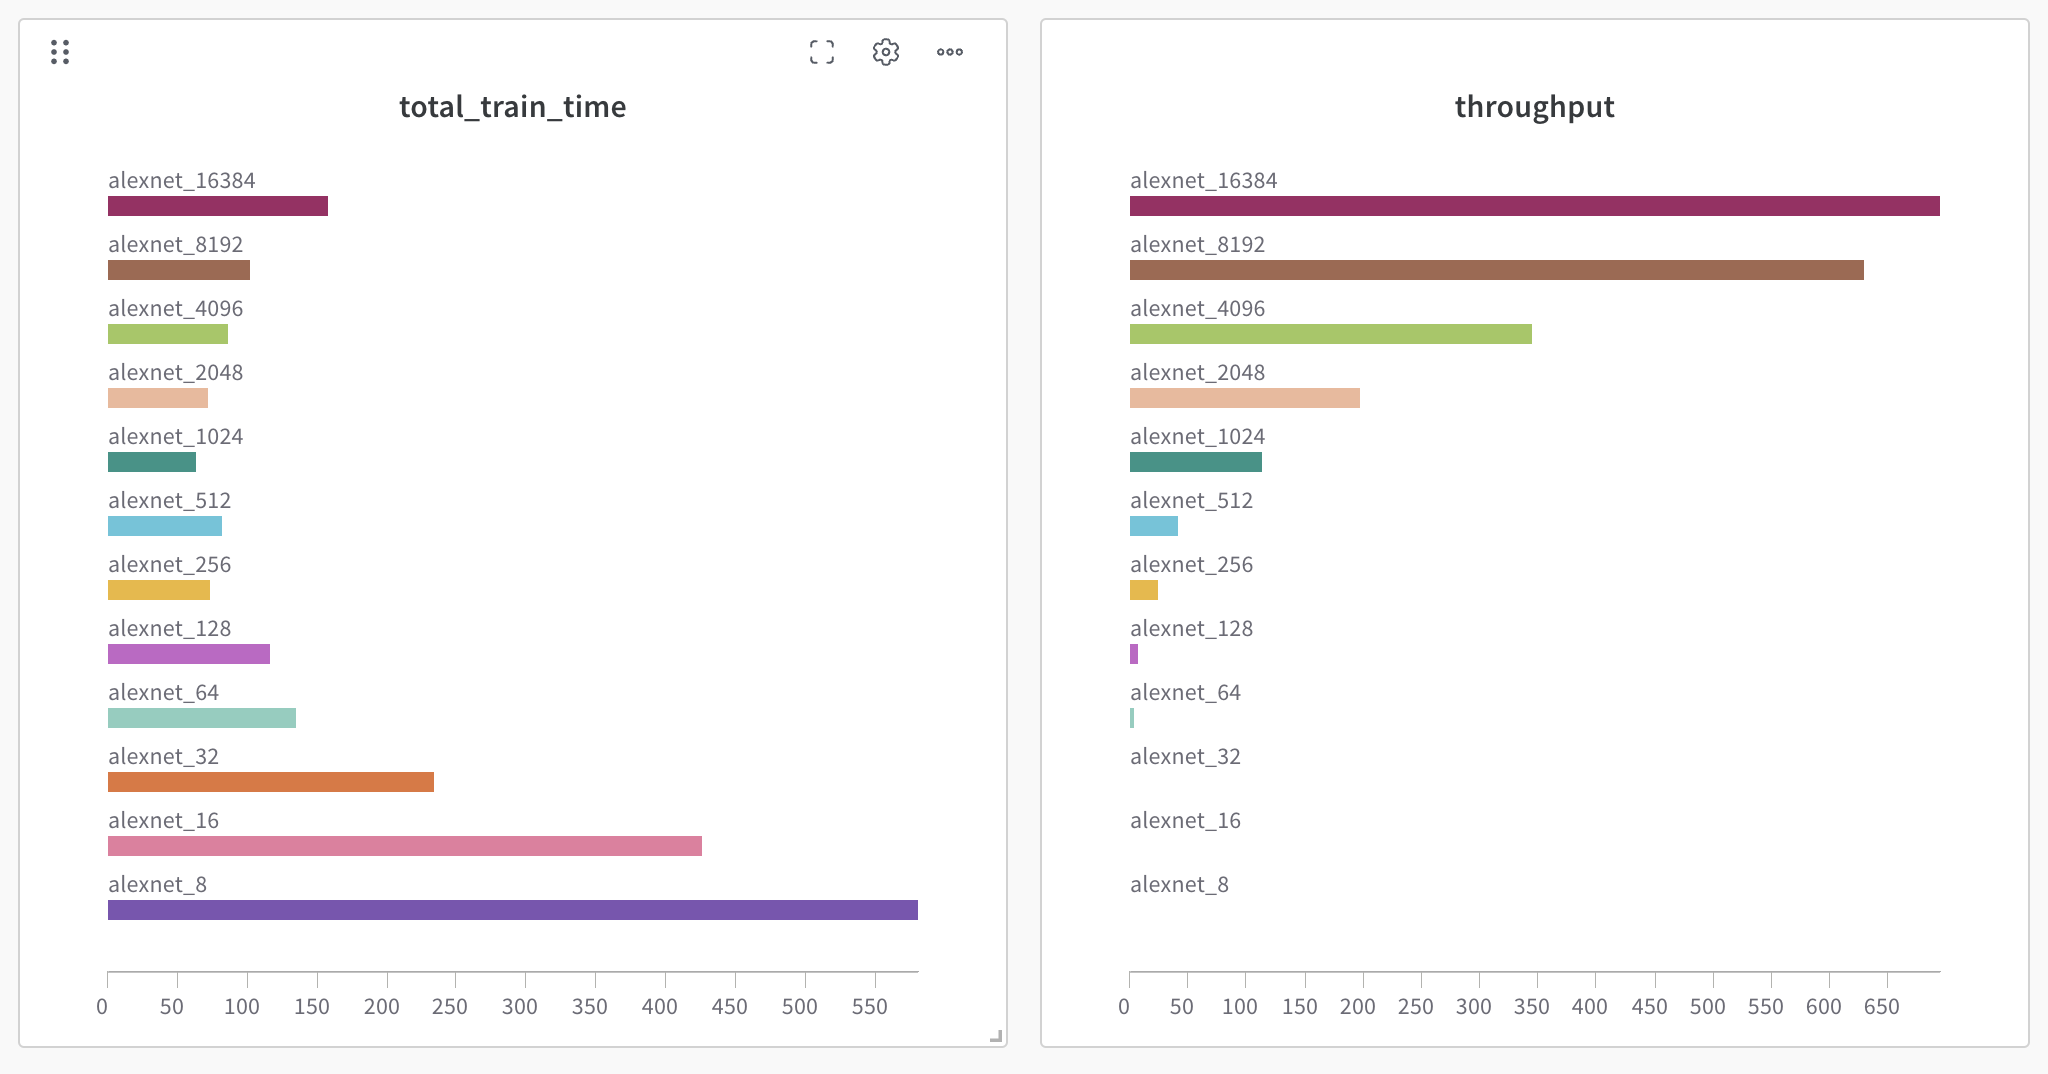 total_train_time
alexnet_16384
alexnet_8192
alexnet_4096
alexnet_2048
alexnet_1024
alexnet_512
alexnet_256
alexnet_128
alexnet_64
alexnet_32
alexnet_16
alexnet_8
0 50 100 150 200 250 300 350 400 450 500 550
throughput
alexnet_16384
alexnet_8192
alexnet_4096
alexnet_2048
alexnet_1024
alexnet_512
alexnet_256
alexnet_128
alexnet_64
alexnet_32
alexnet_16
alexnet_8
0 50 100 150 200 250 300 350 400 450 500 550 600 650